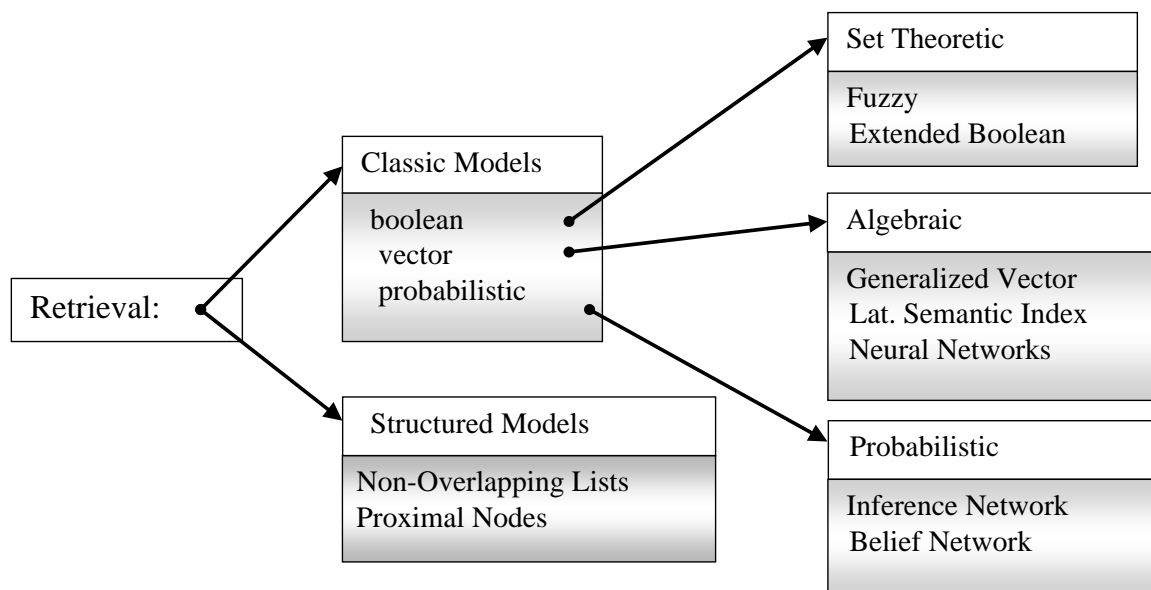 Retrieval:
Classic Models
boolean
vector
probabilistic
Structured Models
Non-Overlapping Lists
Proximal Nodes
Set Theoretic
Fuzzy
Extended Boolean
Algebraic
Generalized Vector
Lat. Semantic Index
Neural Networks
Probabilistic
Inference Network
Belief Network